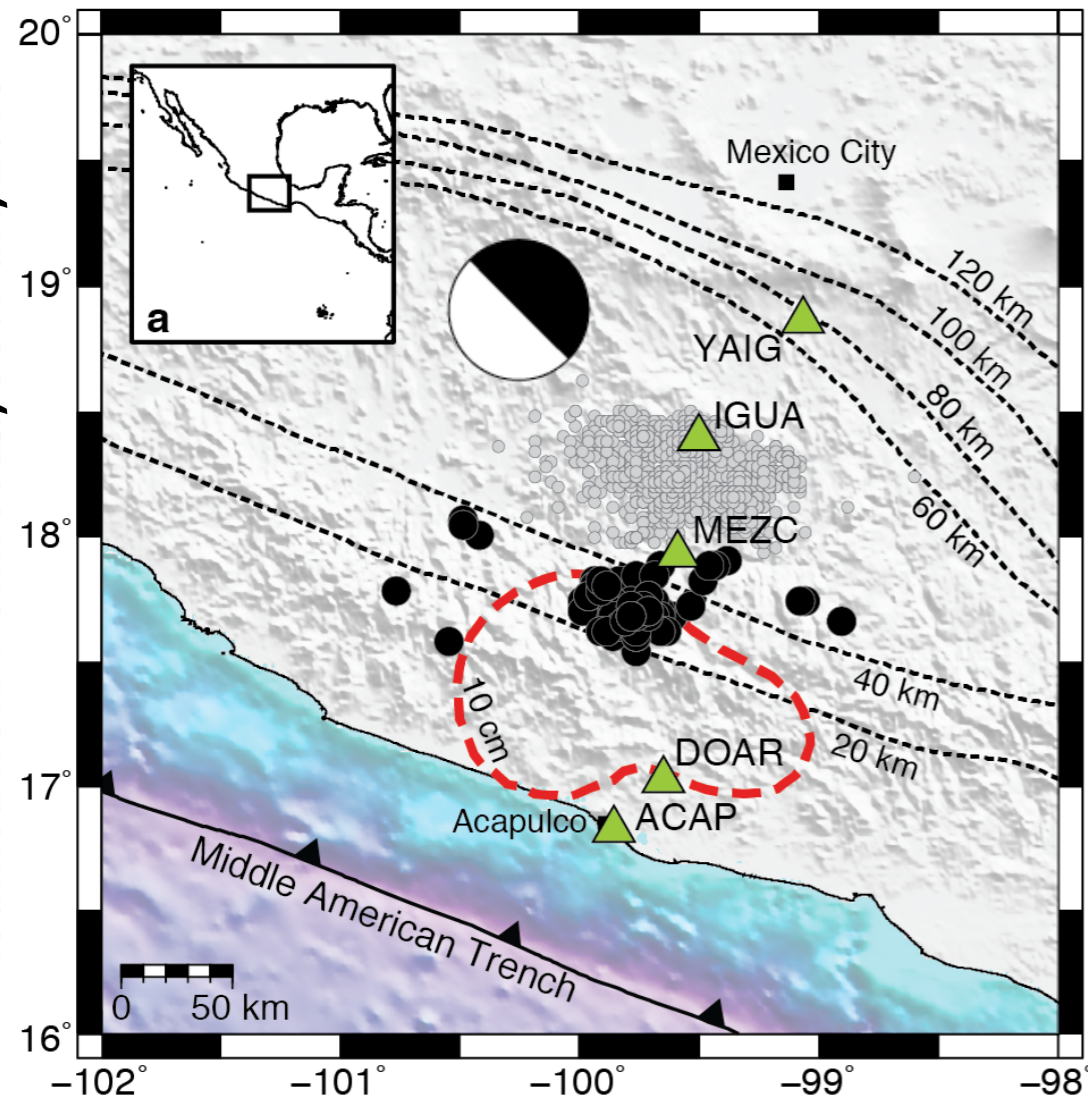 20°
19°
18°
17°
16°
−102°
−101°
−100°
−99°
−98°
a
Mexico City
120 km
100 km
80 km
60 km
40 km
20 km
YAIG
IGUA
MEZC
10 cm
DOAR
ACAP
Acapulco
Middle American Trench
0 50 km